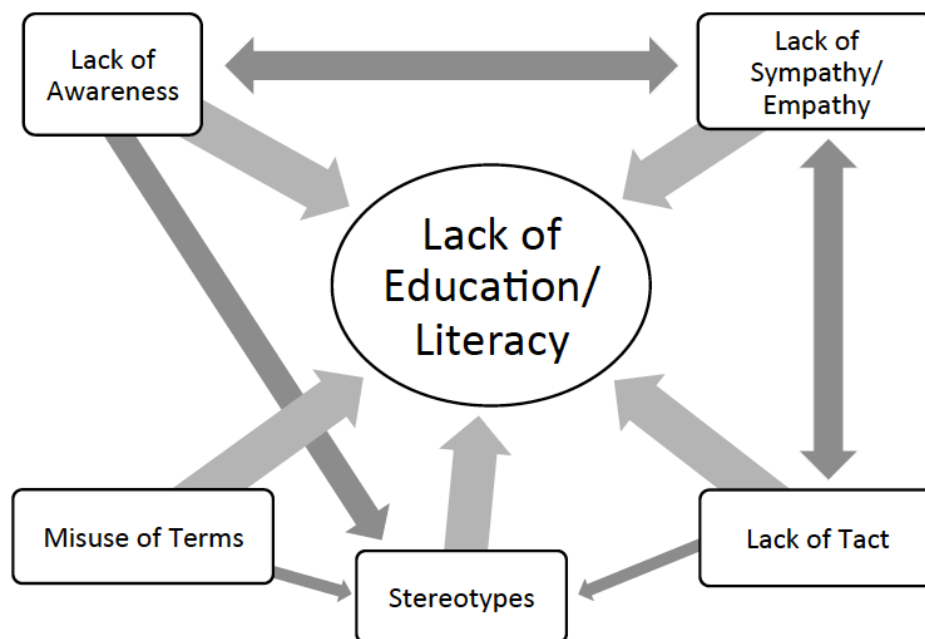 Lack of
Awareness
Lack of
Sympathy/
Empathy
Lack of
Education/
Literacy
Misuse of Terms
Stereotypes
Lack of Tact